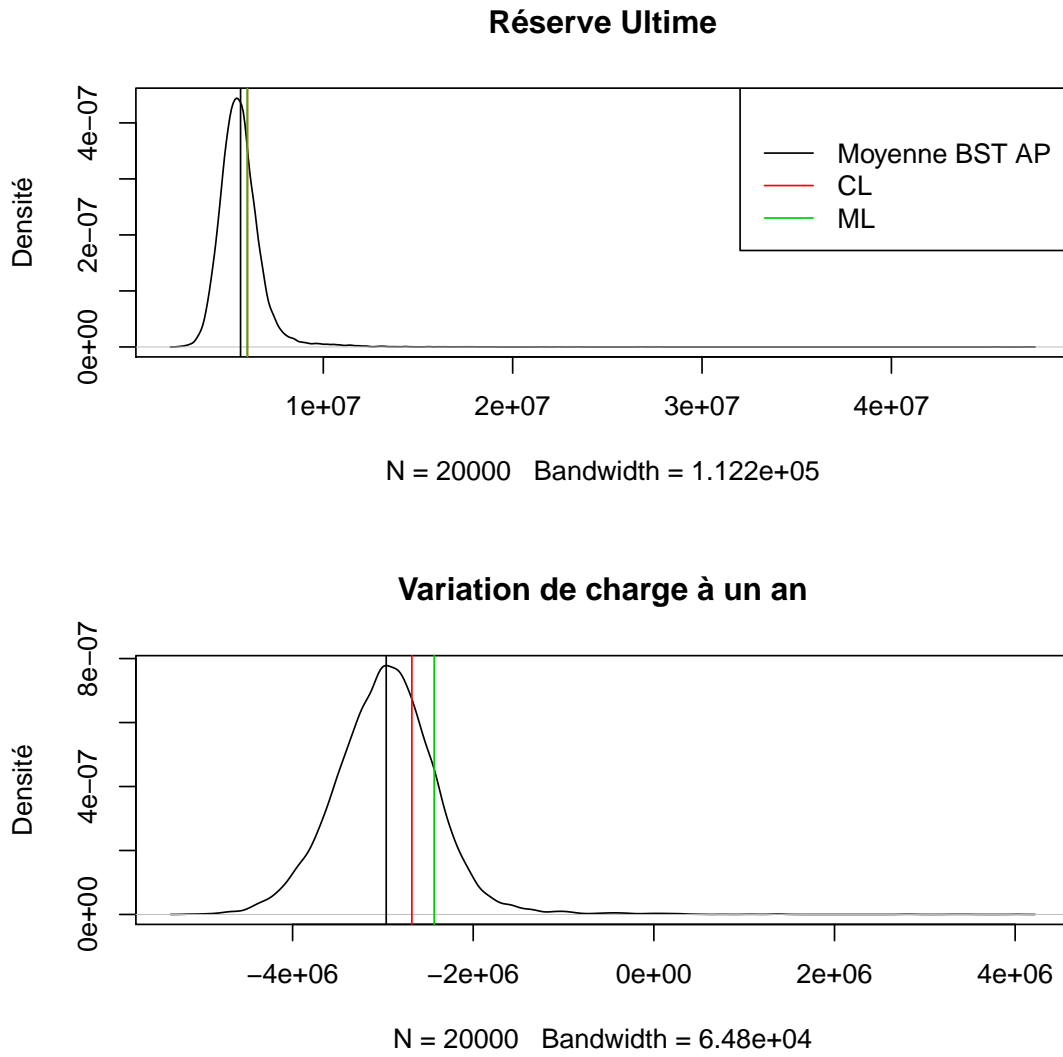 Réserve Ultime
Densité
0e+00 2e−07 4e−07
Moyenne BST AP
CL
ML
1e+07 2e+07 3e+07 4e+07
N = 20000 Bandwidth = 1.122e+05
Variation de charge à un an
Densité
0e+00 4e−07 8e−07
−4e+06 −2e+06 0e+00 2e+06 4e+06
N = 20000 Bandwidth = 6.48e+04